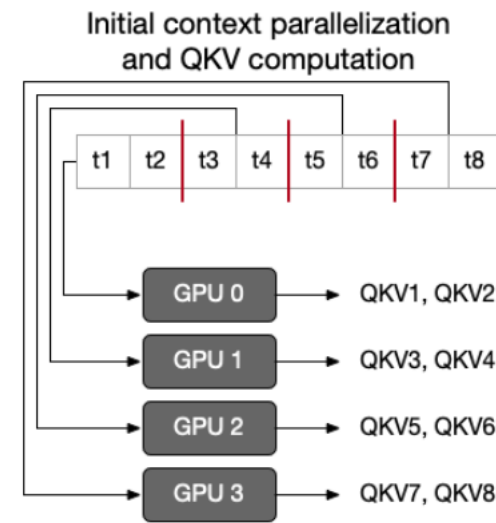 Initial context parallelization
and QKV computation
t1 t2 t3 t4 t5 t6 t7 t8
GPU 0 QKV1, QKV2
GPU 1 QKV3, QKV4
GPU 2 QKV5, QKV6
GPU 3 QKV7, QKV8